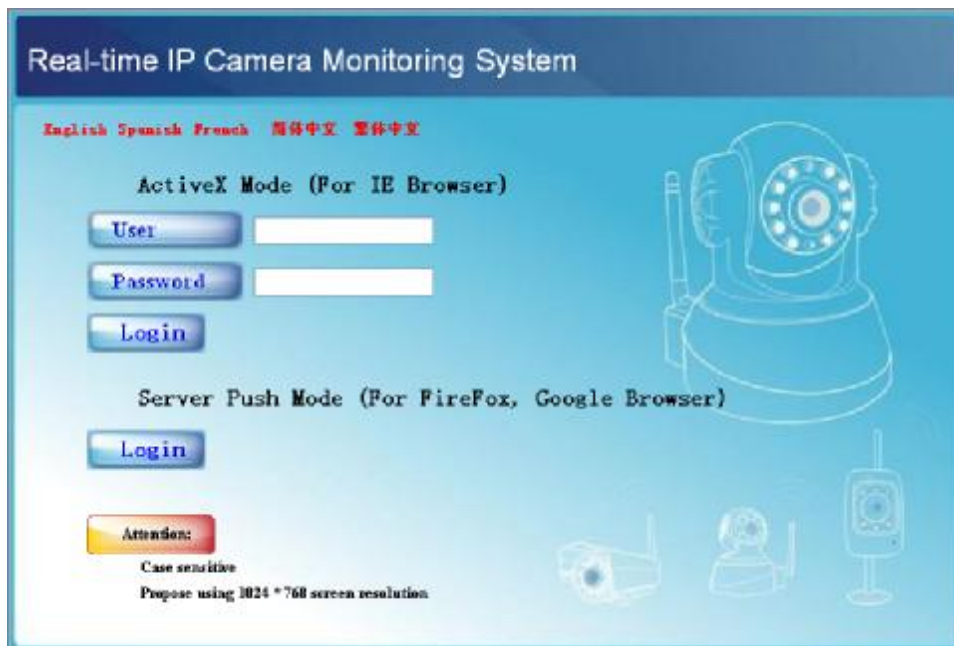 Real-time IP Camera Monitoring System
English Spanish French 简体中文 繁体中文
ActiveX Mode (For IE Browser)
User
Password
Login
Server Push Mode (For FireFox, Google Browser)
Login
Attention:
Case sensitive
Propose using 1024 * 768 screen resolution